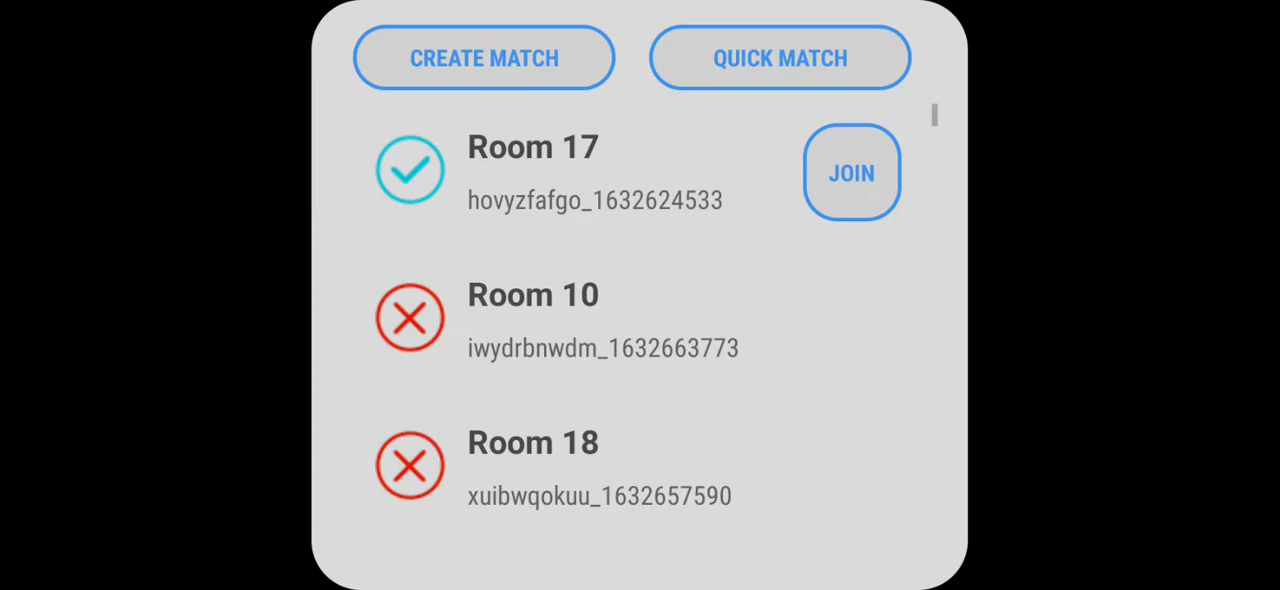 CREATE MATCH
QUICK MATCH
Room 17
hovyzfafgo_1632624533
JOIN
Room 10
iwydrbnwdm_1632663773
Room 18
xuibwqokuu_1632657590